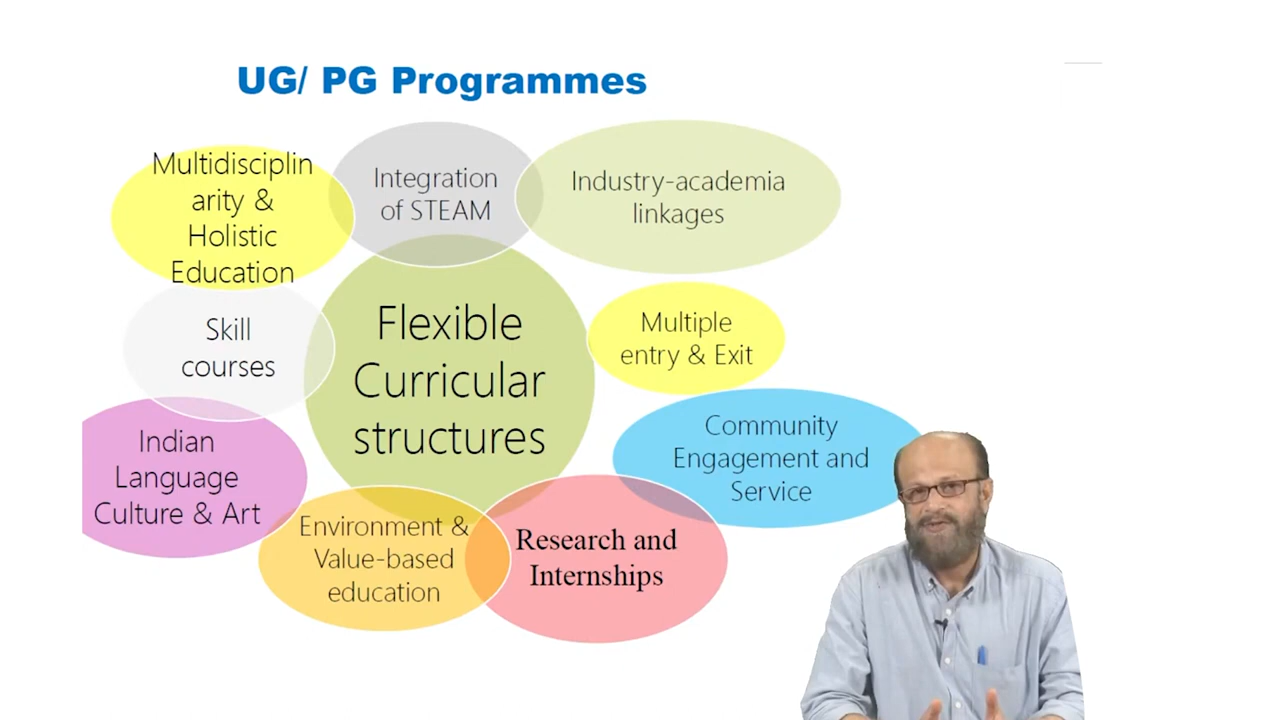 UG/ PG Programmes
Multidisciplin
arity &
Holistic
Education
Integration
of STEAM
Industry-academia
linkages
Skill
courses
Flexible
Curricular
structures
Multiple
entry & Exit
Indian
Language
Culture & Art
Community
Engagement and
Service
Environment &
Value-based
education
Research and
Internships